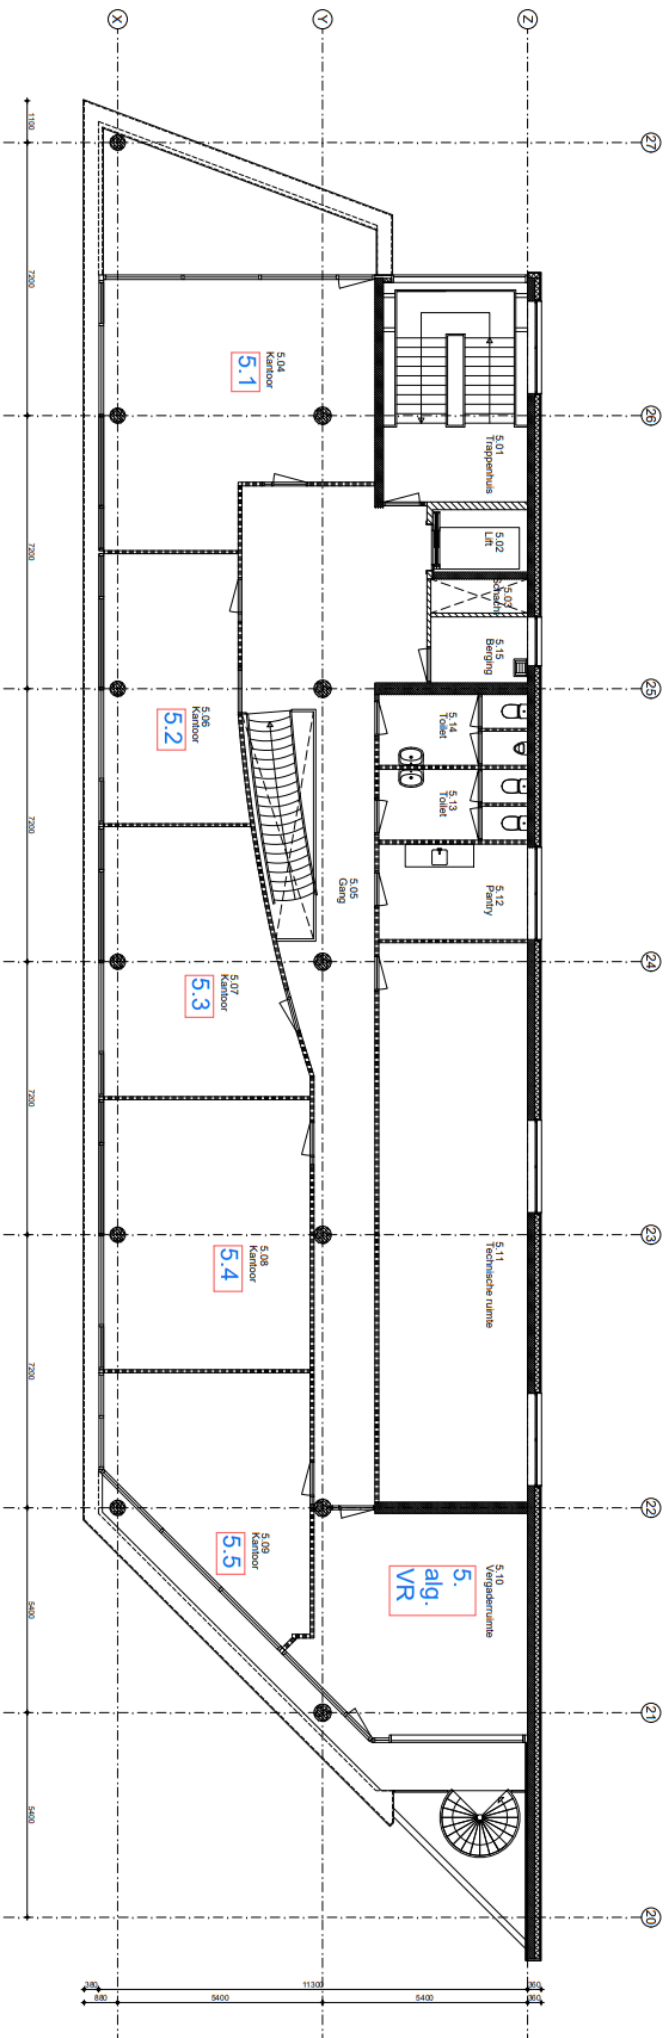 X
Y
Z
27
26
25
24
23
22
21
20
1100
7200
7200
7200
7200
7200
5400
5400
5.04
Kantoor
5.1
5.01
Trappenhuis
5.02
Lift
5.03
Schacht
5.15
Berging
5.06
Kantoor
5.2
5.14
Toilet
5.13
Toilet
5.05
Gang
5.12
Pantry
5.07
Kantoor
5.3
5.08
Kantoor
5.4
5.11
Technische ruimte
5.09
Kantoor
5.5
5.10
Vergaderruimte
5.
alg.
VR
380
11300
360
880
5400
5400
360